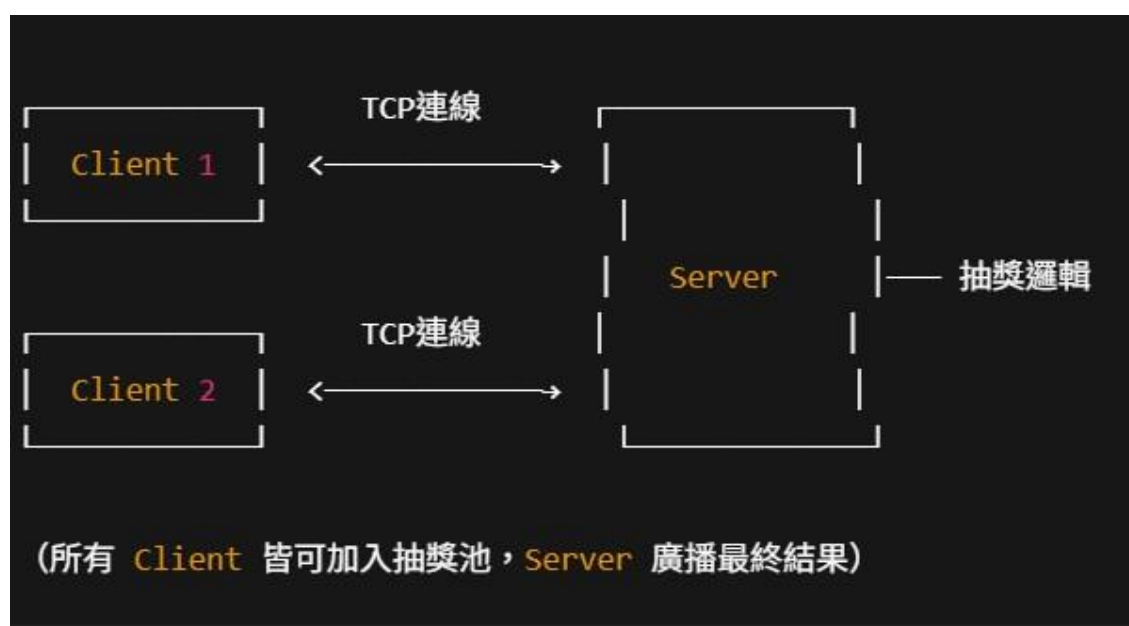 TCP連線
Client 1
Server
抽獎邏輯
TCP連線
Client 2
(所有 Client 皆可加入抽獎池，Server 廣播最終結果)